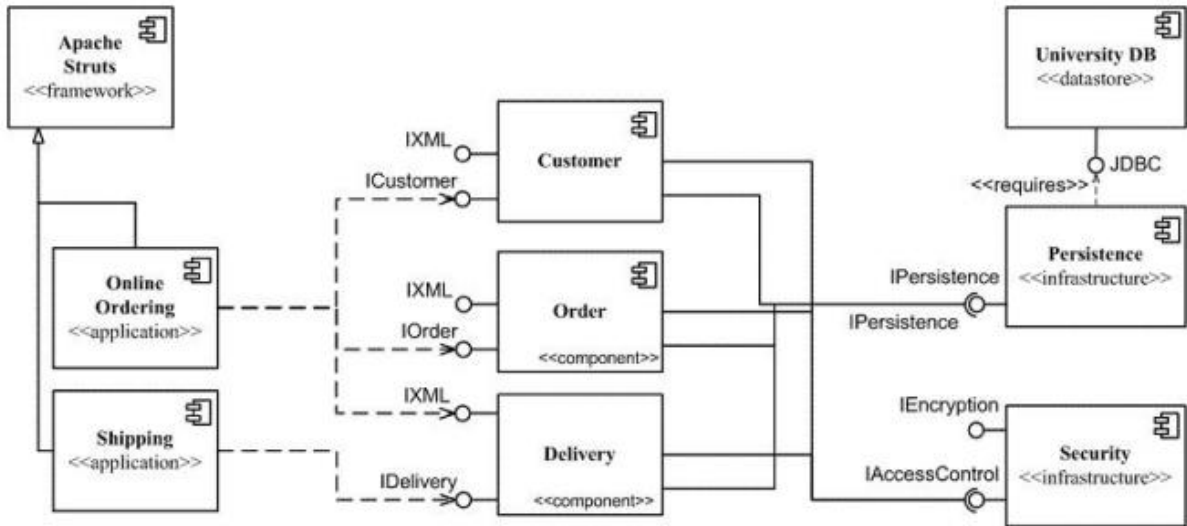 Apache
Struts
<<framework>>
University DB
<<datastore>>
IXML
Customer
ICustomer
JDBC
<<requires>>
Online
Ordering
<<application>>
IXML
Order
IOrder
<<component>>
IPersistence
IPersistence
Persistence
<<infrastructure>>
Shipping
<<application>>
IXML
Delivery
IDelivery
<<component>>
IEncryption
IAccessControl
Security
<<infrastructure>>